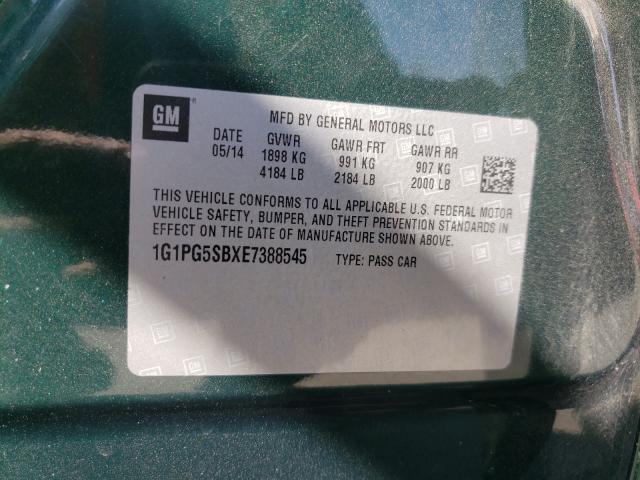 GM
MFD BY GENERAL MOTORS LLC
DATE GVWR GAWR FRT GAWR RR
05/14 1898 KG 991 KG 907 KG
4184 LB 2184 LB 2000 LB
THIS VEHICLE CONFORMS TO ALL APPLICABLE U.S. FEDERAL MOTOR
VEHICLE SAFETY, BUMPER, AND THEFT PREVENTION STANDARDS IN
EFFECT ON THE DATE OF MANUFACTURE SHOWN ABOVE.
1G1PG5SBXE7388545 TYPE: PASS CAR